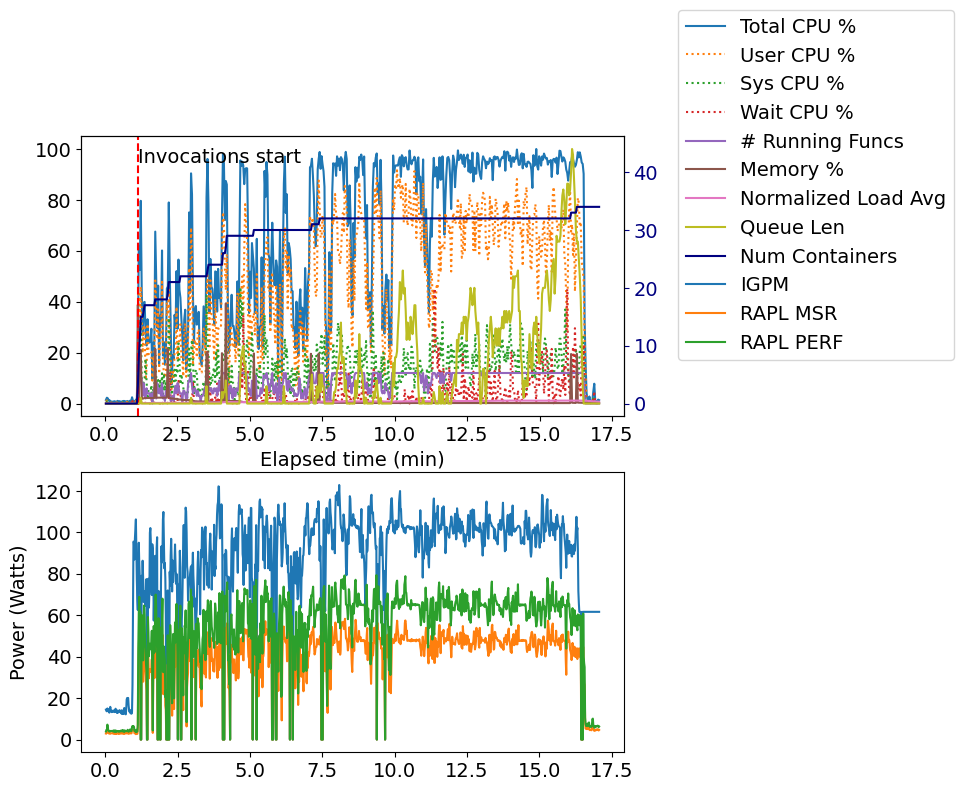 Total CPU %
User CPU %
Sys CPU %
Wait CPU %
# Running Funcs
Memory %
Normalized Load Avg
Queue Len
Num Containers
IGPM
RAPL MSR
RAPL PERF
Invocations start
100
80
60
40
20
0
40
30
20
10
0
0.0 2.5 5.0 7.5 10.0 12.5 15.0 17.5
Elapsed time (min)
Power (Watts)
120
100
80
60
40
20
0
0.0 2.5 5.0 7.5 10.0 12.5 15.0 17.5